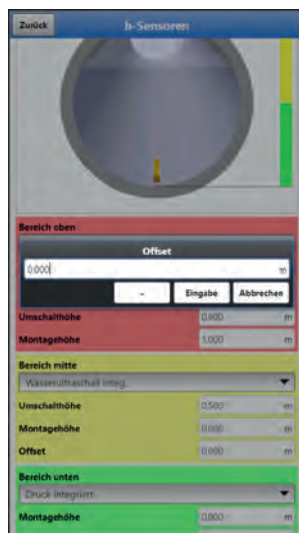 Zurück
h-Sensoren
Bereich oben
Offset
0.000 m
- Eingabe Abbrechen
Umschalthöhe 0.800 m
Montagehöhe 1.000 m
Bereich mitte
Wasserultraschall integ.
Umschalthöhe 0.500 m
Montagehöhe 0.000 m
Offset 0.000 m
Bereich unten
Druck integriert
Montagehöhe 0.000 m